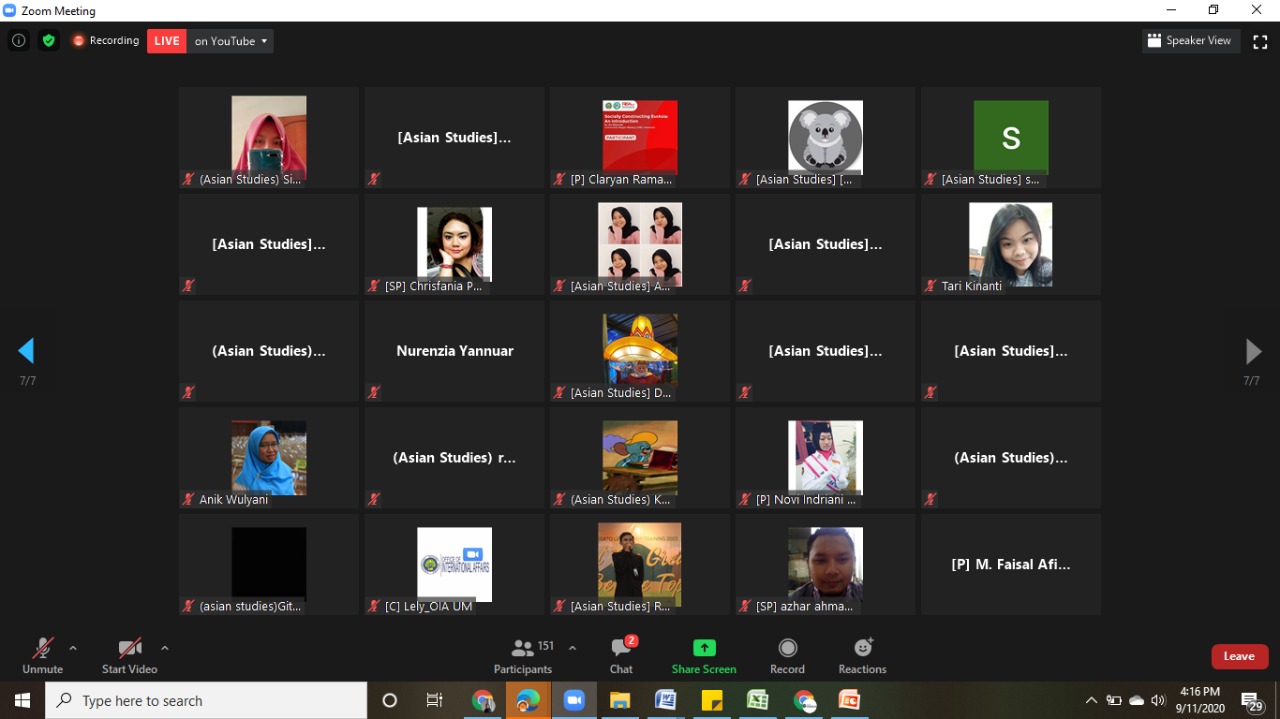 Zoom Meeting
Recording
LIVE
on YouTube
Speaker View
(Asian Studies) Si...
[Asian Studies]...
Socially Constructing
An Introduction
PARTICIPANT
[P] Claryan Rama...
[Asian Studies] [...
S
[Asian Studies] s...
[Asian Studies]...
[SP] Chrisfania P...
[Asian Studies] A...
[Asian Studies]...
Tari Kinanti
7/7
(Asian Studies)...
Nurenzia Yannuar
[Asian Studies] D...
[Asian Studies]...
[Asian Studies]...
7/7
Anik Wulyani
(Asian Studies) r...
(Asian Studies) K...
[P] Novi Indriani ...
(Asian Studies)...
(asian studies)Git...
OFFICE OF
INTERNATIONAL AFFAIRS
[C] Lely_OIA UM
[Asian Studies] R...
[SP] azhar ahma...
[P] M. Faisal Afi...
Unmute
Start Video
151
Participants
2
Chat
Share Screen
Record
Reactions
Leave
Type here to search
4:16 PM
9/11/2020
29